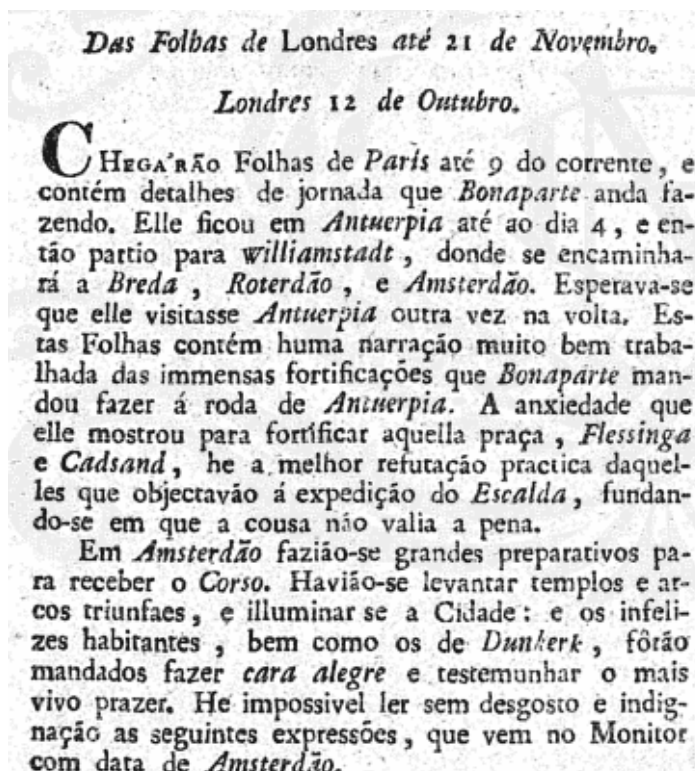 Das Folhas de Londres até 21 de Novembro.
Londres 12 de Outubro.
CHEGA'RÃO Folhas de París até 9 do corrente, e
contém detalhes de jornada que Bonaparte anda fa-
zendo. Elle ficou em Antuerpia até ao dia 4, e en-
tão partio para Williamstadt, donde se encaminha-
rá a Breda, Roterdão, e Amsterdão. Esperava-se
que elle visitasse Antuerpia outra vez na volta. Es-
tas Folhas contém huma narração muito bem traba-
lhada das immensas fortificações que Bonaparte man-
dou fazer á roda de Antuerpia. A anxiedade que
elle mostrou para fortificar aquella praça, Flessinga
e Cadsand, he a melhor refutação practica daquel-
les que objectavão á expedição do Escalda, fundan-
do-se em que a cousa não valia a pena.
Em Amsterdão fazião-se grandes preparativos pa-
ra receber o Corso. Havião-se levantar templos e ar-
cos triunfaes, e illuminar se a Cidade: e os infeli-
zes habitantes, bem como os de Dunkerk, fôrão
mandados fazer cara alegre e testemunhar o mais
vivo prazer. He impossivel ler sem desgosto e indig-
nação as seguintes expressões, que vem no Monitor
com data de Amsterdão.